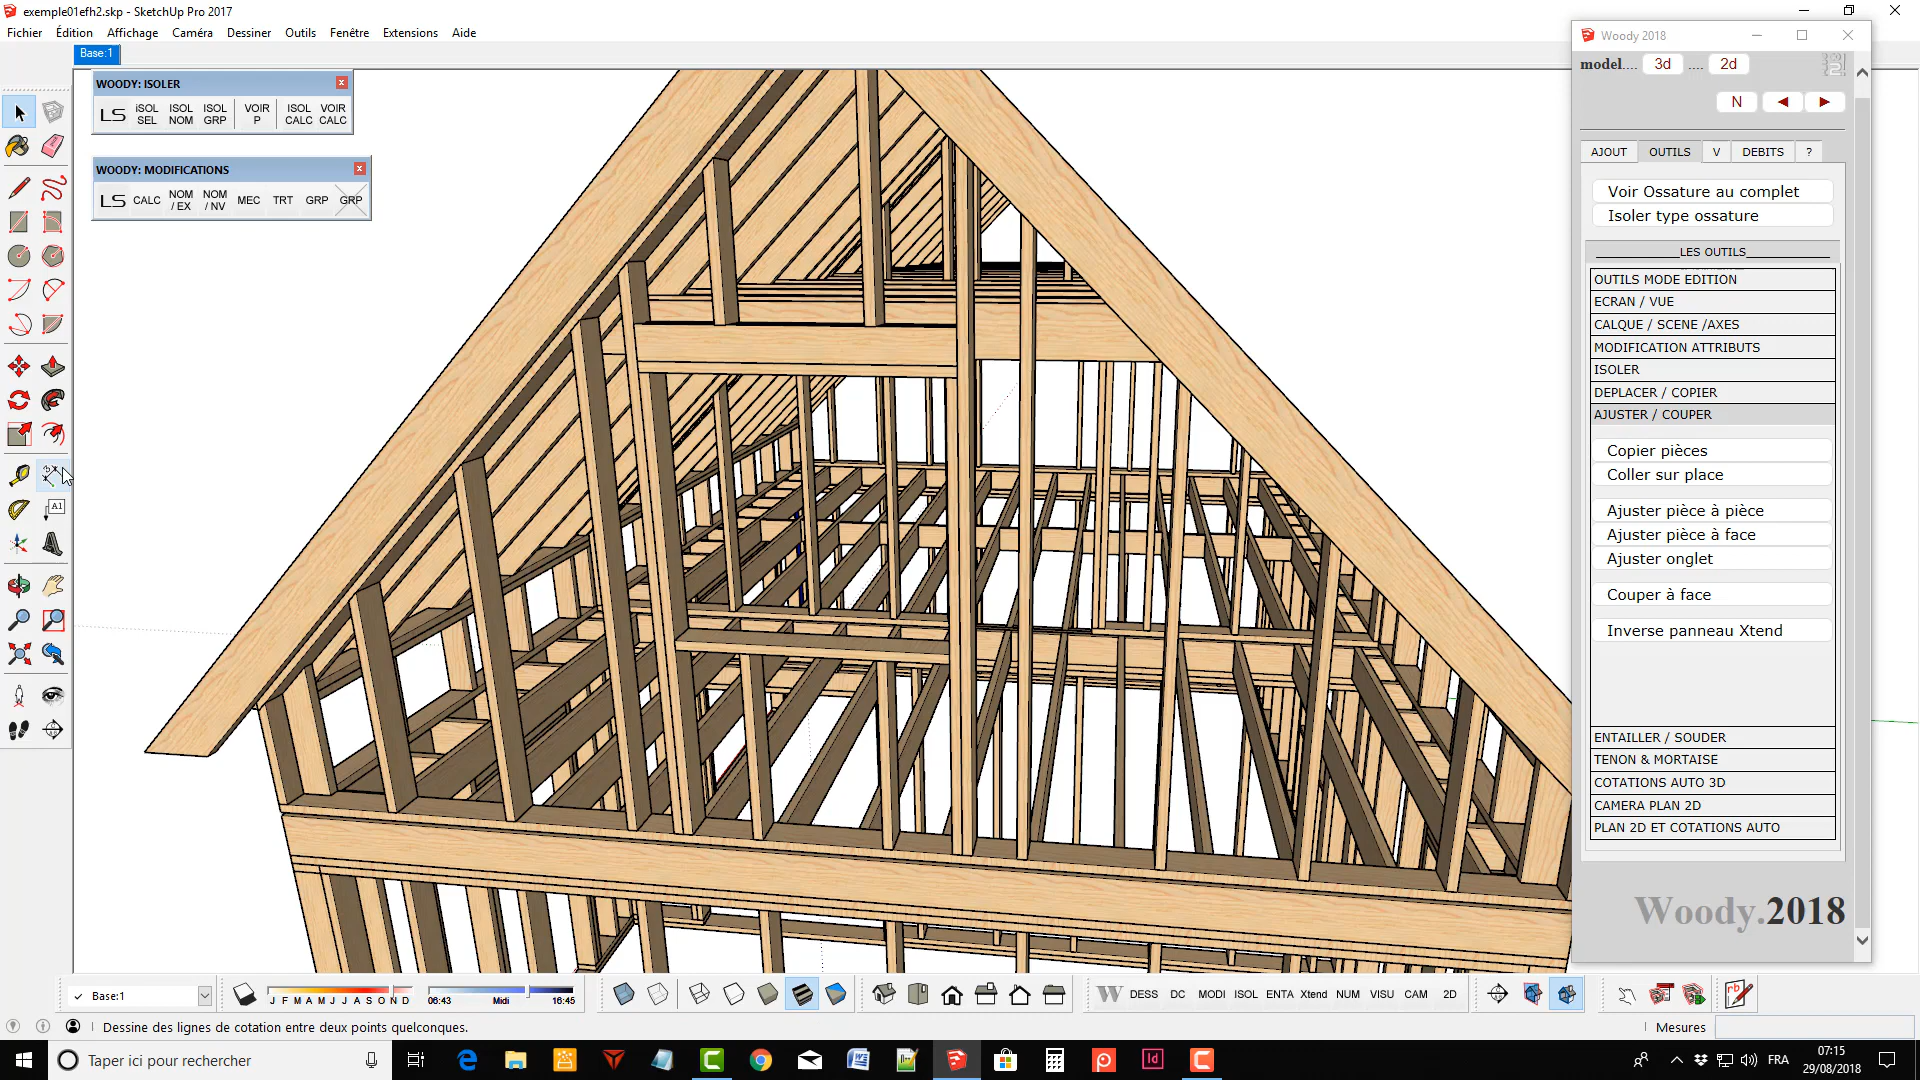 exemple01efh2.skp - SketchUp Pro 2017
Fichier Édition Affichage Caméra Dessiner Outils Fenêtre Extensions Aide
Base:1
WOODY: ISOLER
LS iSOL SEL ISOL NOM ISOL GRP VOIR P ISOL CALC VOIR CALC
WOODY: MODIFICATIONS
LS CALC NOM / EX NOM / NV MEC TRT GRP GRP
A1
Woody 2018
model.... 3d .... 2d
N
AJOUT OUTILS V DEBITS ?
Voir Ossature au complet
Isoler type ossature
LES OUTILS
OUTILS MODE EDITION
ECRAN / VUE
CALQUE / SCENE /AXES
MODIFICATION ATTRIBUTS
ISOLER
DEPLACER / COPIER
AJUSTER / COUPER
Copier pièces
Coller sur place
Ajuster pièce à pièce
Ajuster pièce à face
Ajuster onglet
Couper à face
Inverse panneau Xtend
ENTAILLER / SOUDER
TENON & MORTAISE
COTATIONS AUTO 3D
CAMERA PLAN 2D
PLAN 2D ET COTATIONS AUTO
Woody.2018
Base:1
J F M A M J J A S O N D
06:43 Midi 16:45
W DESS DC MODI ISOL ENTA Xtend NUM VISU CAM 2D
Dessine des lignes de cotation entre deux points quelconques.
Mesures
Taper ici pour rechercher
FRA
07:15
29/08/2018